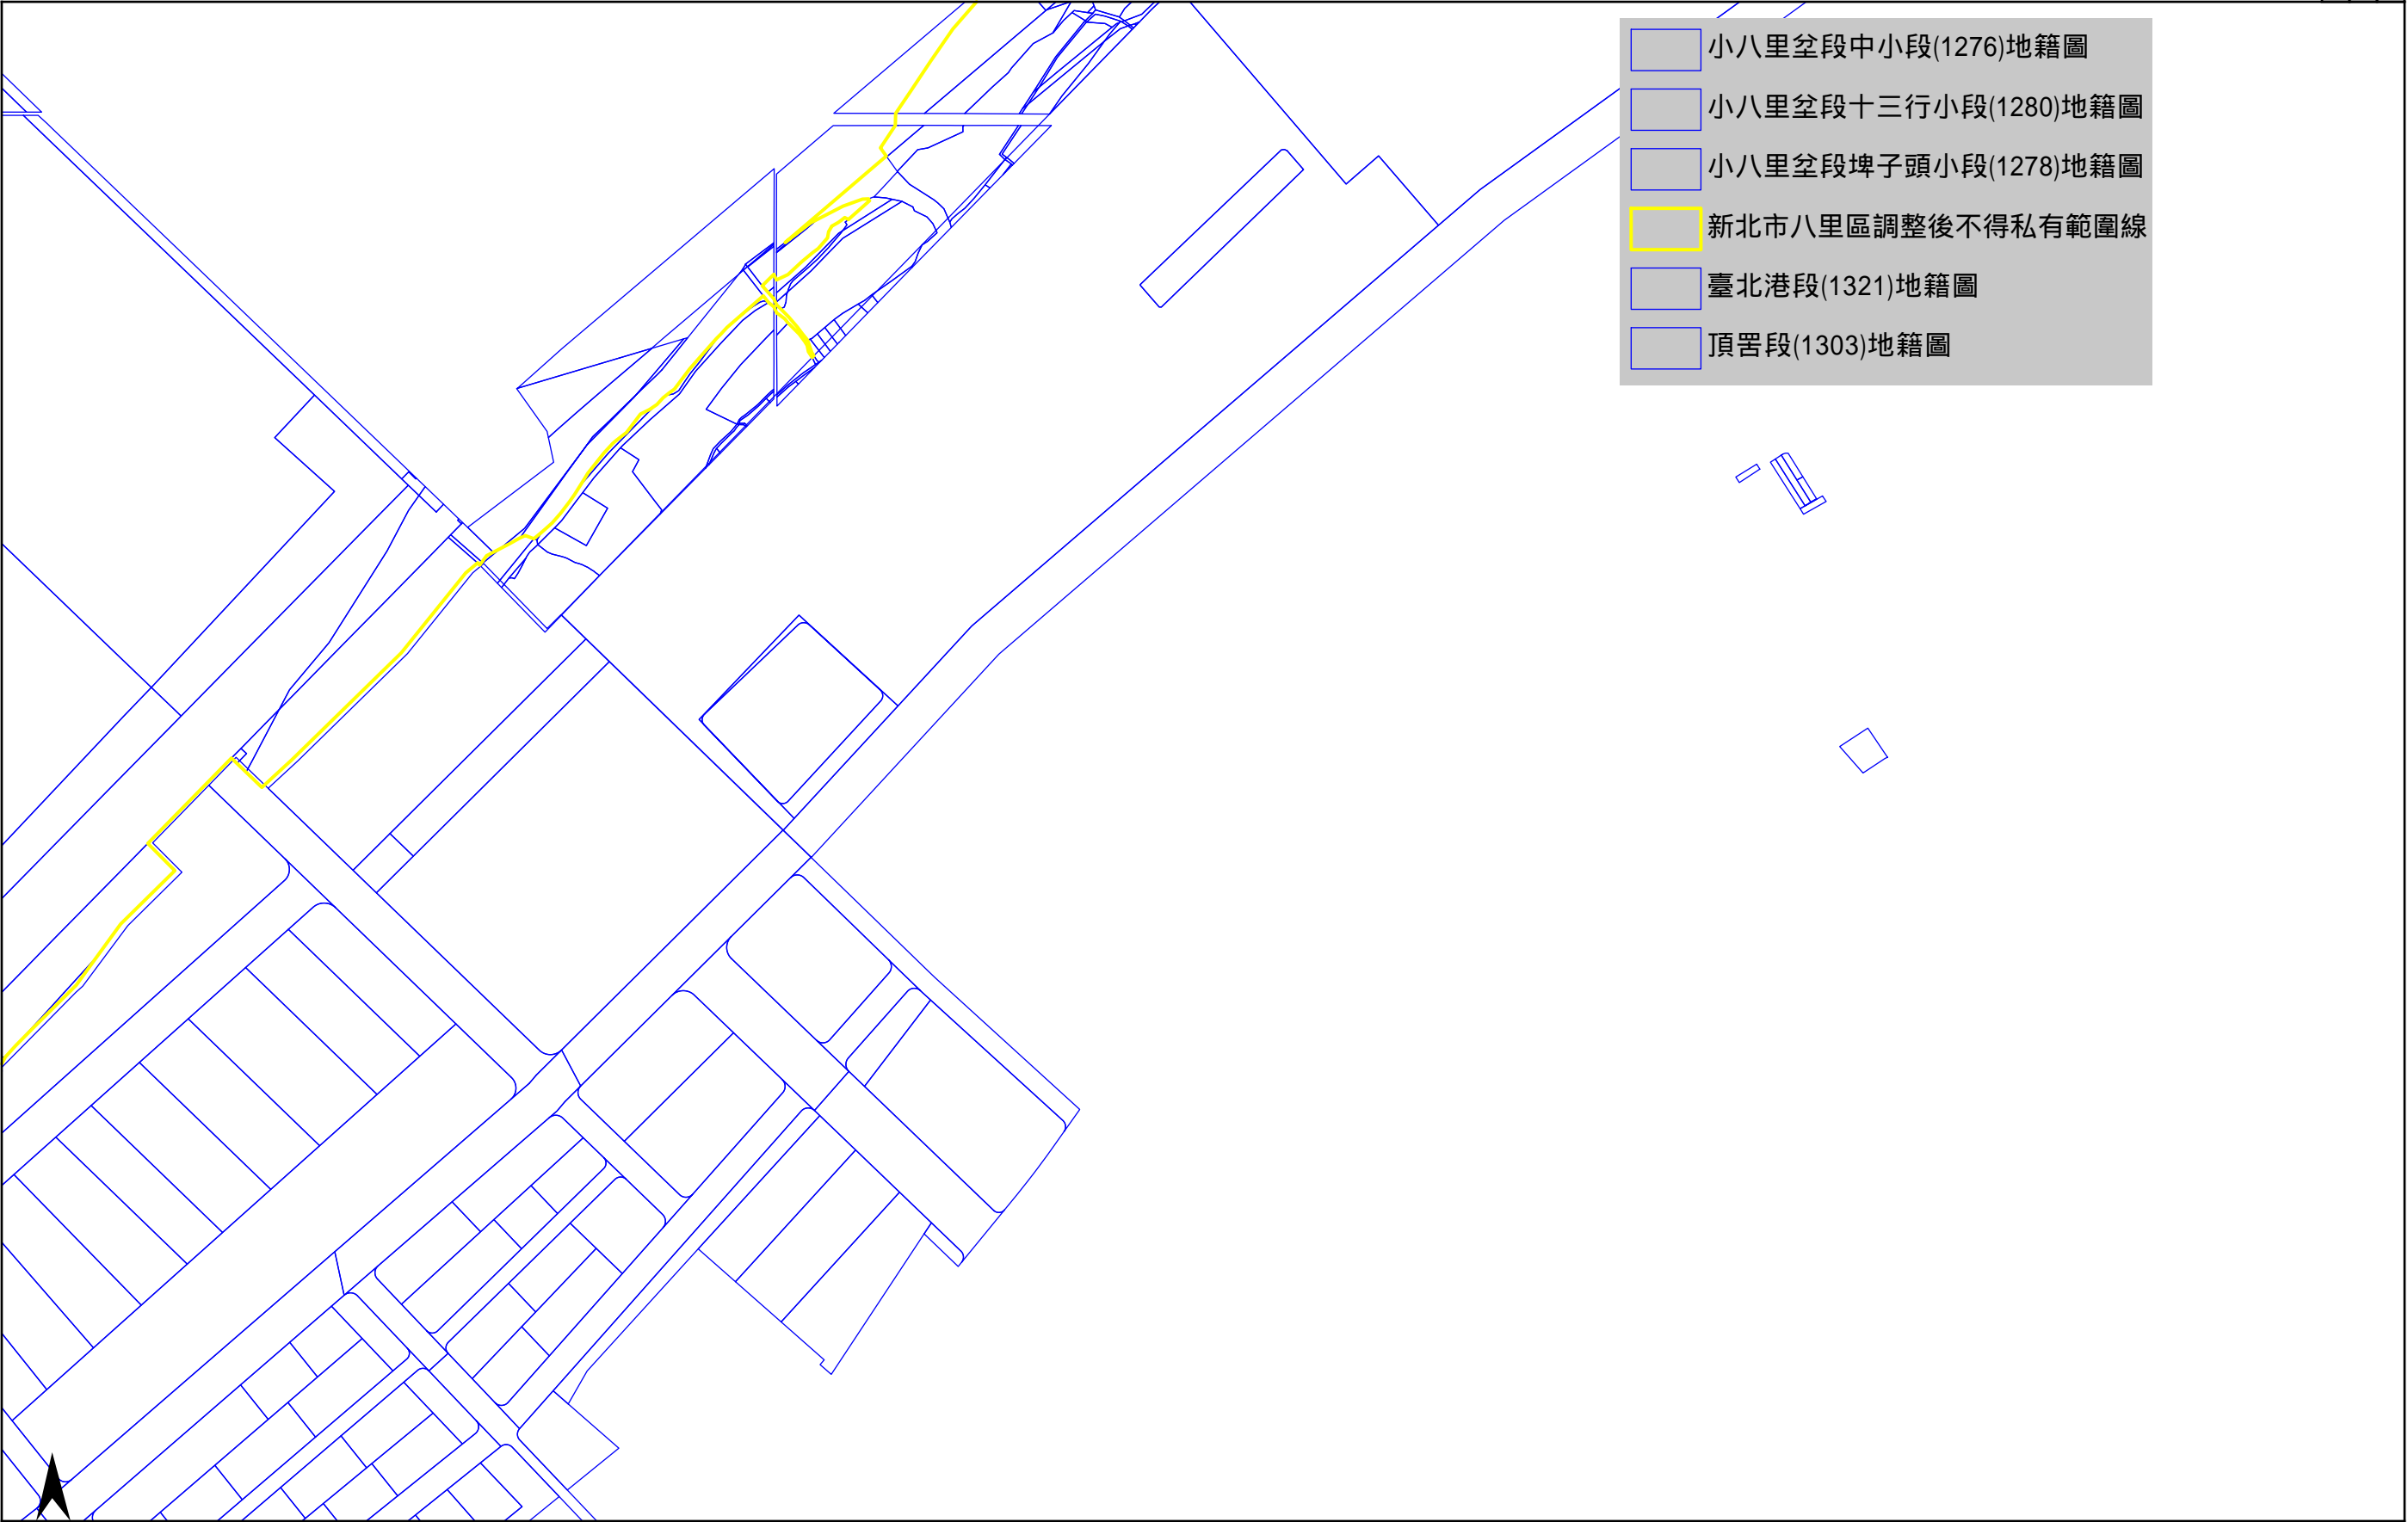 小八里坌段中小段(1276)地籍圖
小八里坌段十三行小段(1280)地籍圖
小八里坌段埤子頭小段(1278)地籍圖
新北市八里區調整後不得私有範圍線
臺北港段(1321)地籍圖
頂罟段(1303)地籍圖